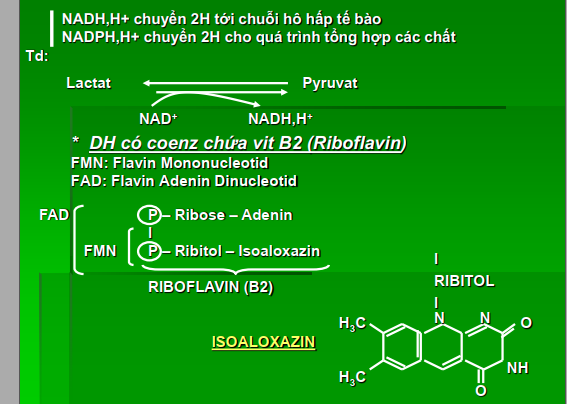 NADH,H+ chuyển 2H tới chuỗi hô hấp tế bào
NADPH,H+ chuyển 2H cho quá trình tổng hợp các chất
Td:
Lactat Pyruvat
NAD+ NADH,H+
* DH có coenz chứa vit B2 (Riboflavin)
FMN: Flavin Mononucleotid
FAD: Flavin Adenin Dinucleotid
FAD P – Ribose – Adenin
FMN P – Ribitol – Isoaloxazin
RIBOFLAVIN (B2)
RIBITOL
ISOALOXAZIN
H3C N N O
H3C NH
O